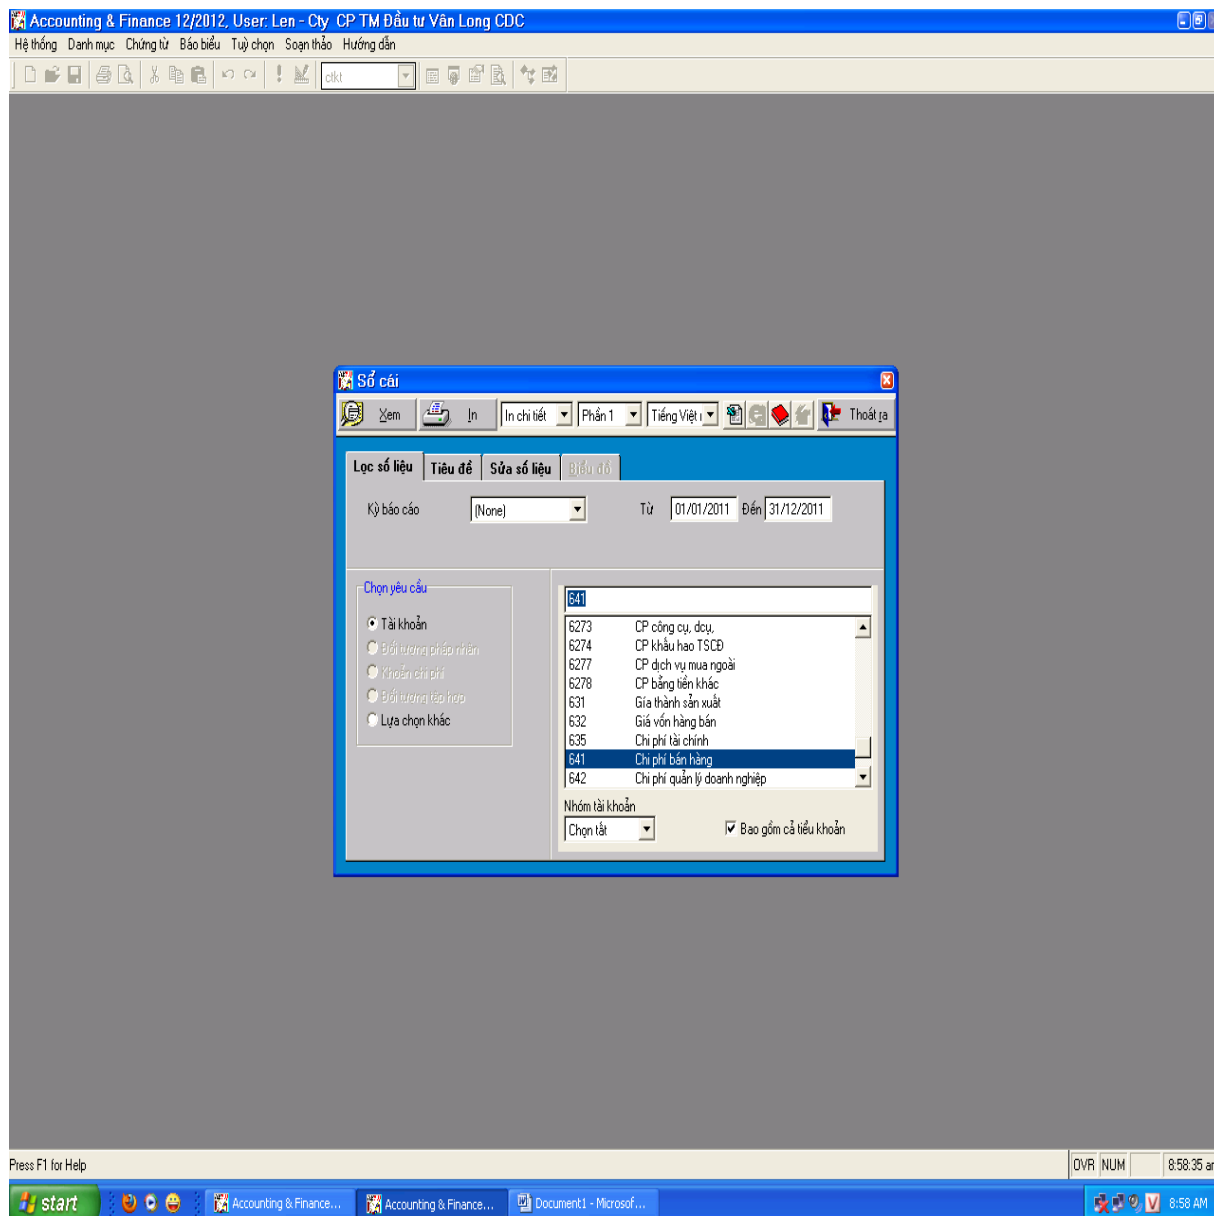 Accounting & Finance 12/2012, User: Len - Cty CP TM Đầu tư Vân Long CDC
Hệ thống Danh mục Chứng từ Báo biểu Tuỳ chọn Soạn thảo Hướng dẫn
ctkt
Sổ cái
Xem In In chi tiết Phần 1 Tiếng Việt Thoát ra
Lọc số liệu Tiêu đề Sửa số liệu Biểu đồ
Kỳ báo cáo (None) Từ 01/01/2011 Đến 31/12/2011
Chọn yêu cầu
Tài khoản
Đối tượng pháp nhân
Khoản chi phí
Đối tượng tập hợp
Lựa chọn khác
641
6273 CP công cụ, dcụ,
6274 CP khấu hao TSCĐ
6277 CP dịch vụ mua ngoài
6278 CP bằng tiền khác
631 Gía thành sản xuất
632 Giá vốn hàng bán
635 Chi phí tài chính
641 Chi phí bán hàng
642 Chi phí quản lý doanh nghiệp
Nhóm tài khoản
Chọn tất Bao gồm cả tiểu khoản
Press F1 for Help OVR NUM 8:58:35 am
start Accounting & Finance... Accounting & Finance... Document1 - Microsof... V 8:58 AM